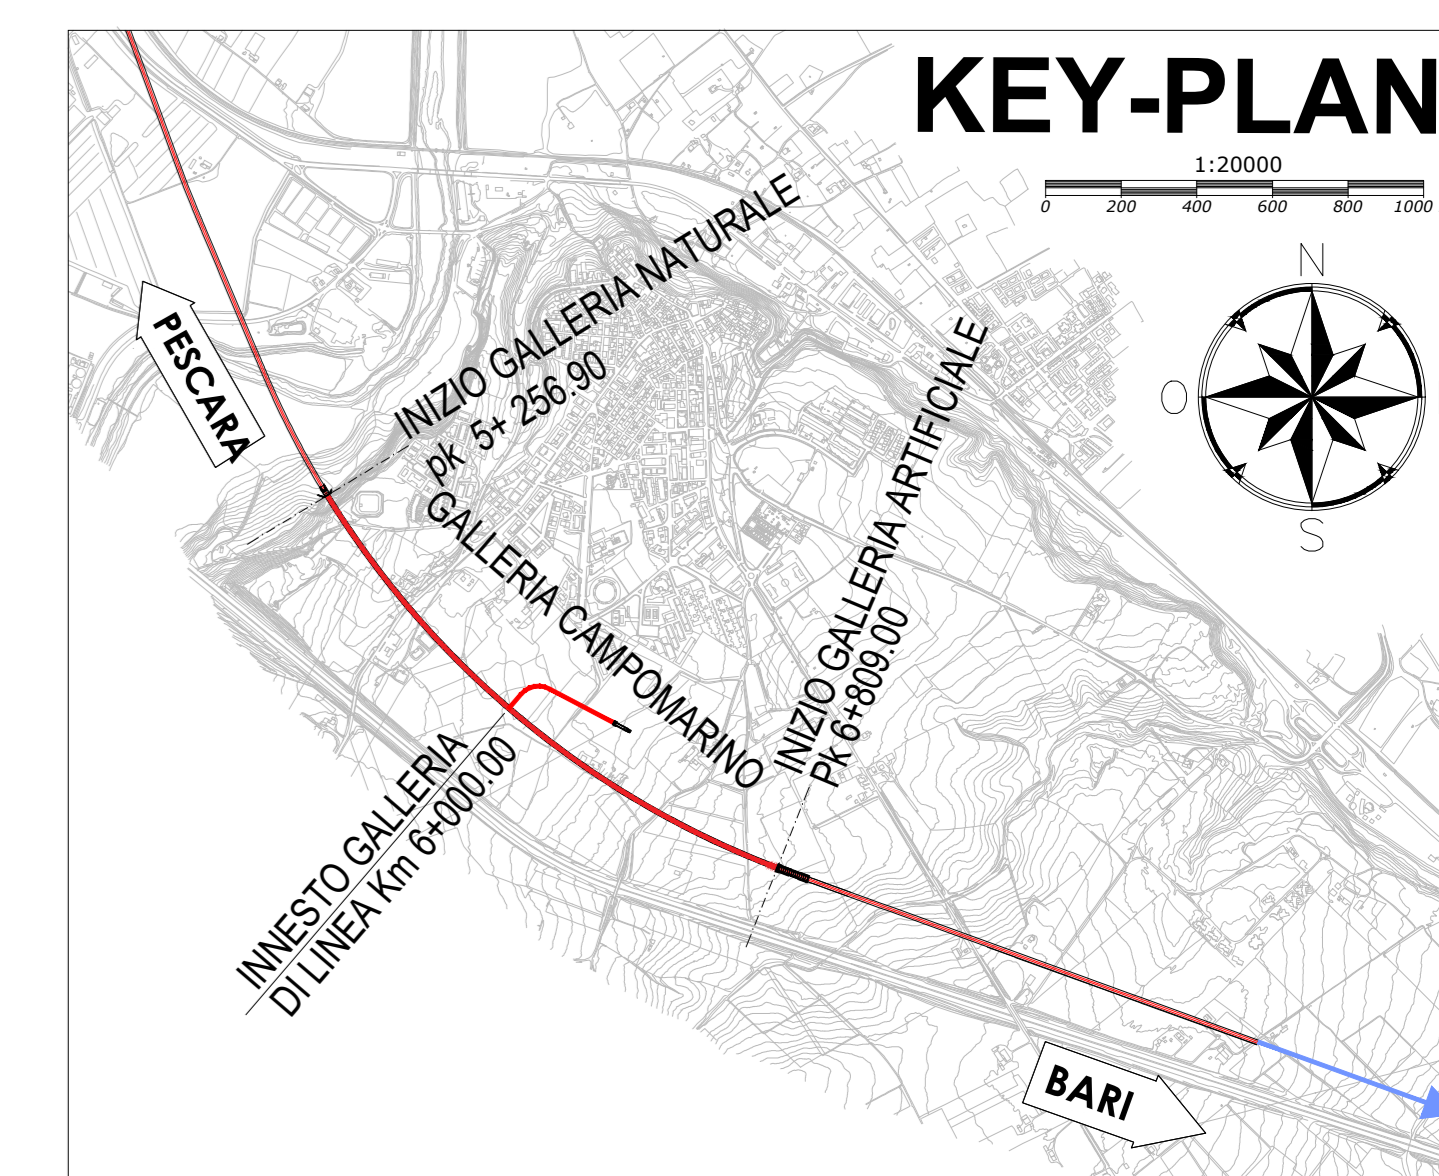 KEY-PLAN
1:20000
0 200 400 600 800 1000
N
O
S
PESCARA
INIZIO GALLERIA NATURALE
pk 5+ 256.90
GALLERIA CAMPOMARINO
INIZIO GALLERIA ARTIFICIALE
Pk 6+809.00
INNESTO GALLERIA
DI LINEA Km 6+000.00
BARI